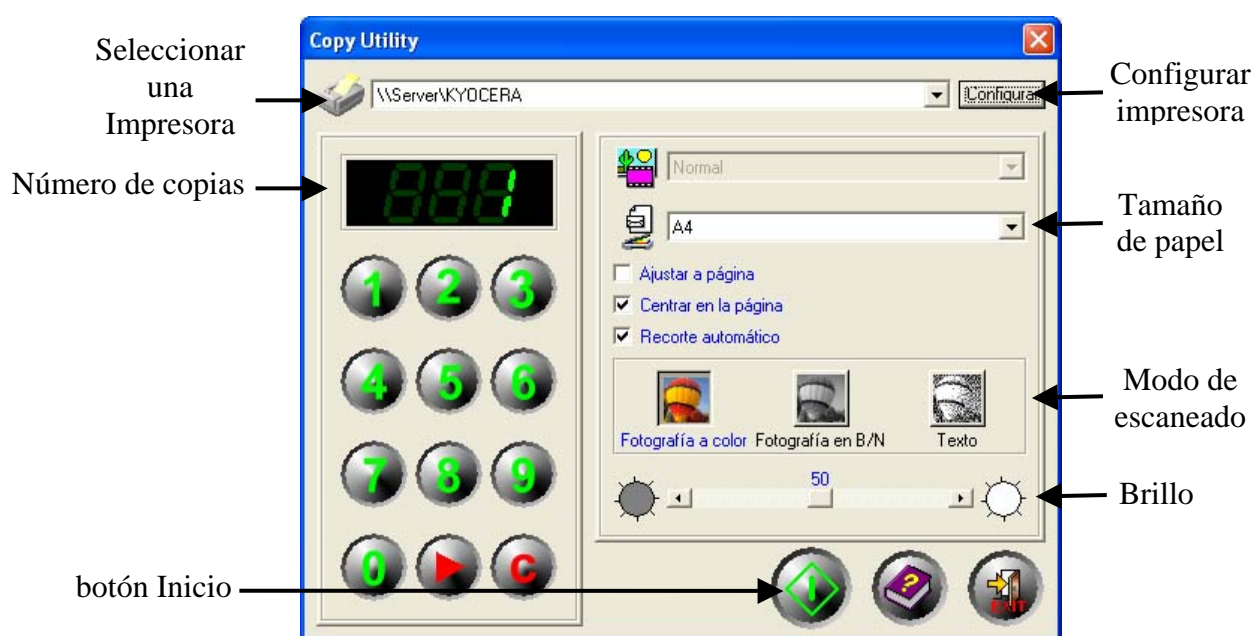 Copy Utility
Seleccionar
una
Impresora
\\Server\KYOCERA
Configurar
Configurar
impresora
Número de copias
1
Normal
A4
Tamaño
de papel
Ajustar a página
Centrar en la página
Recorte automático
1 2 3
4 5 6
7 8 9
0 C
Fotografía a color Fotografía en B/N Texto
Modo de
escaneado
50
Brillo
botón Inicio
?
EXIT